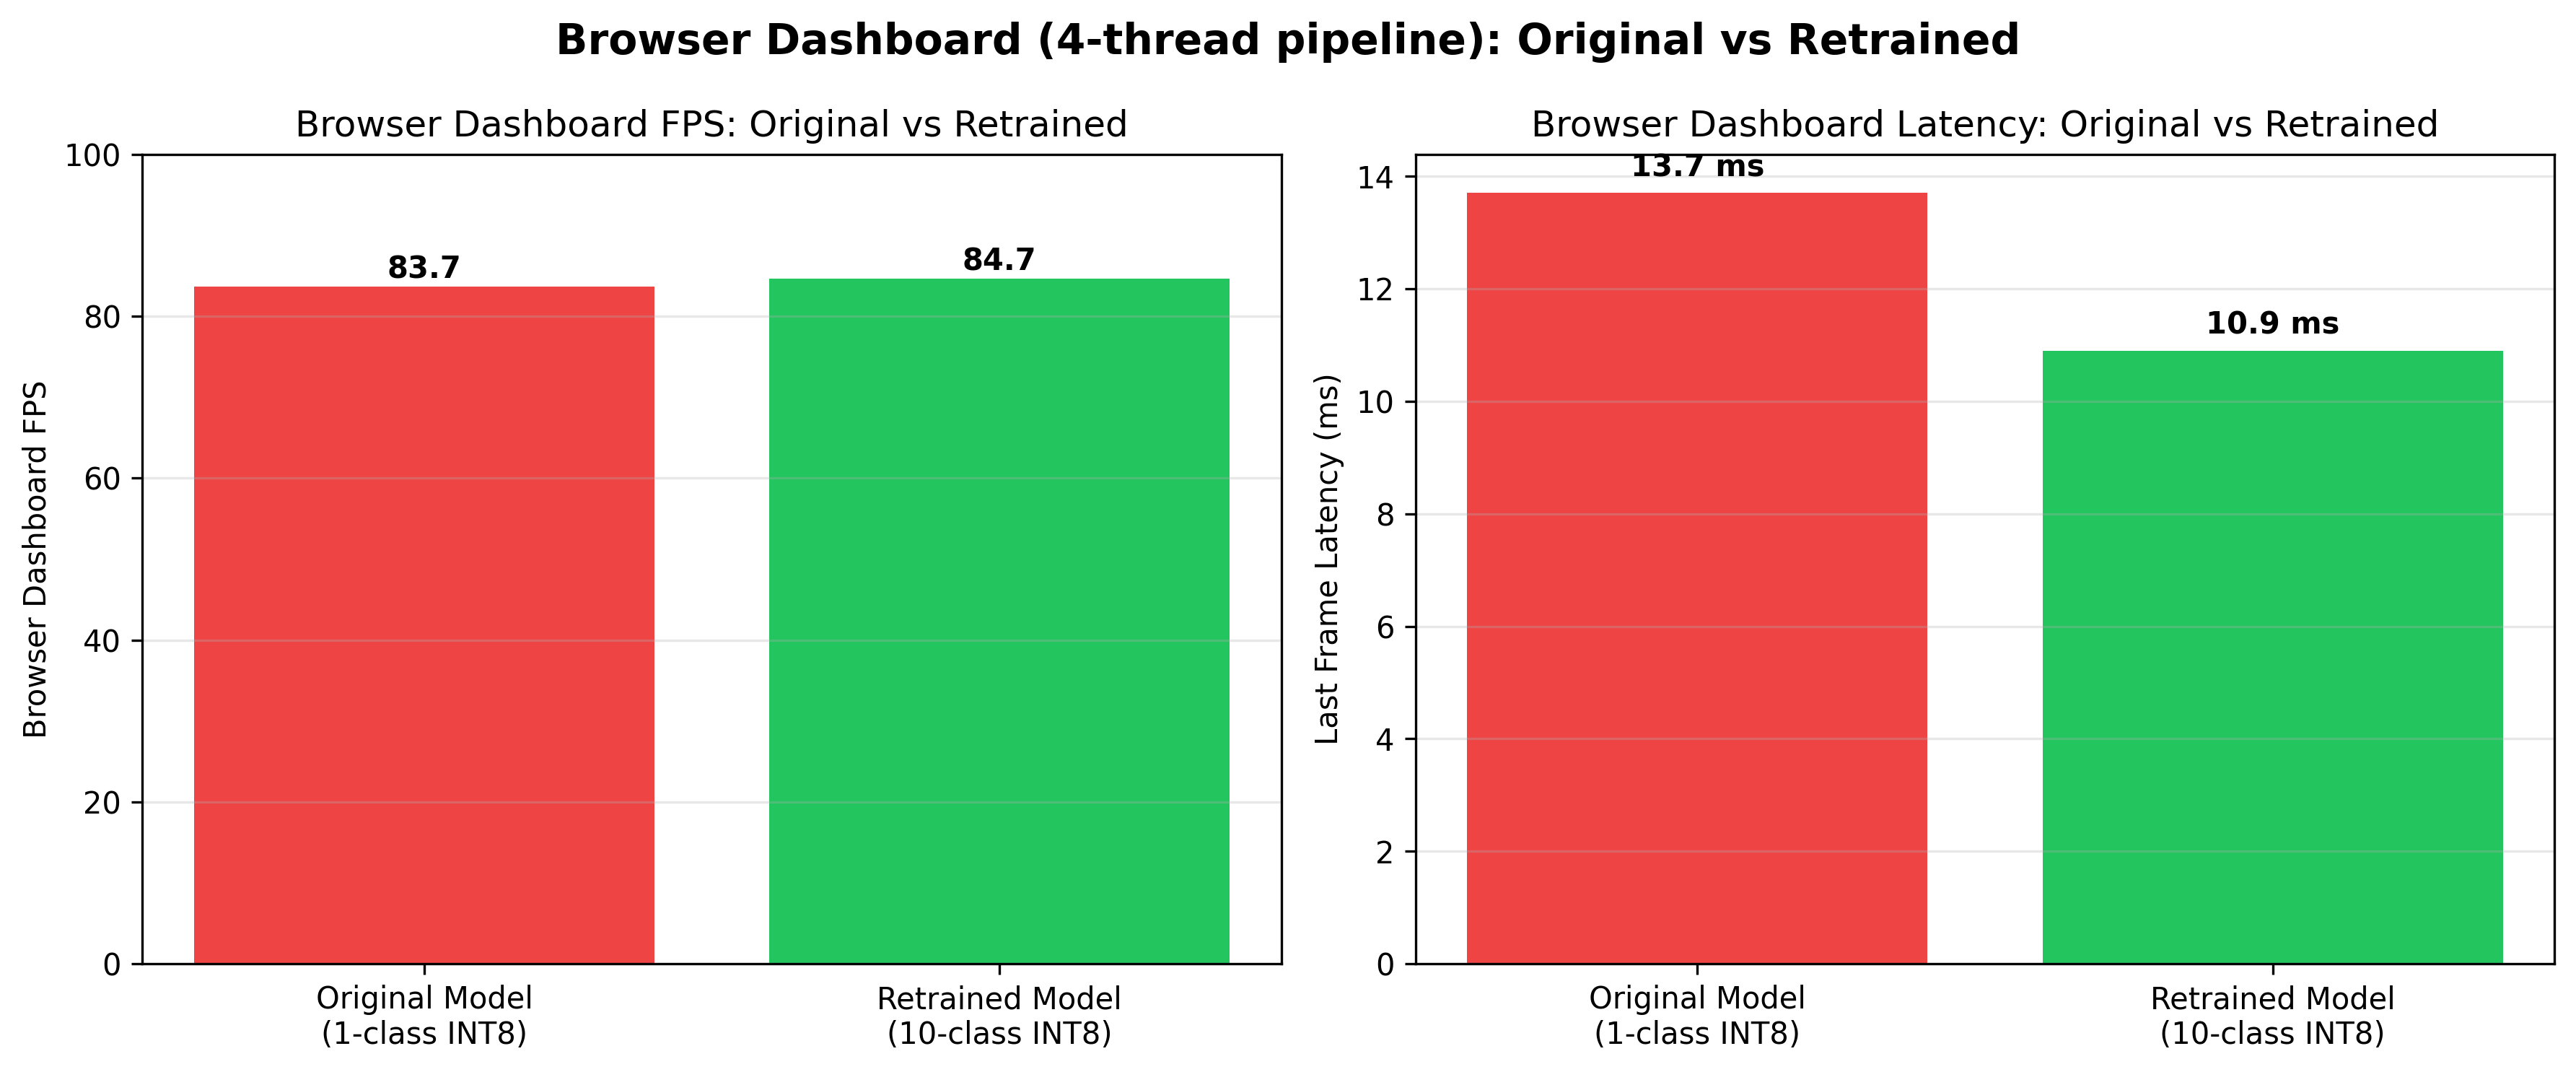 Browser Dashboard (4-thread pipeline): Original vs Retrained
Browser Dashboard FPS: Original vs Retrained
Browser Dashboard FPS
100
80
60
40
20
0
83.7
84.7
Original Model
(1-class INT8)
Retrained Model
(10-class INT8)
Browser Dashboard Latency: Original vs Retrained
Last Frame Latency (ms)
14
12
10
8
6
4
2
0
13.7 ms
10.9 ms
Original Model
(1-class INT8)
Retrained Model
(10-class INT8)